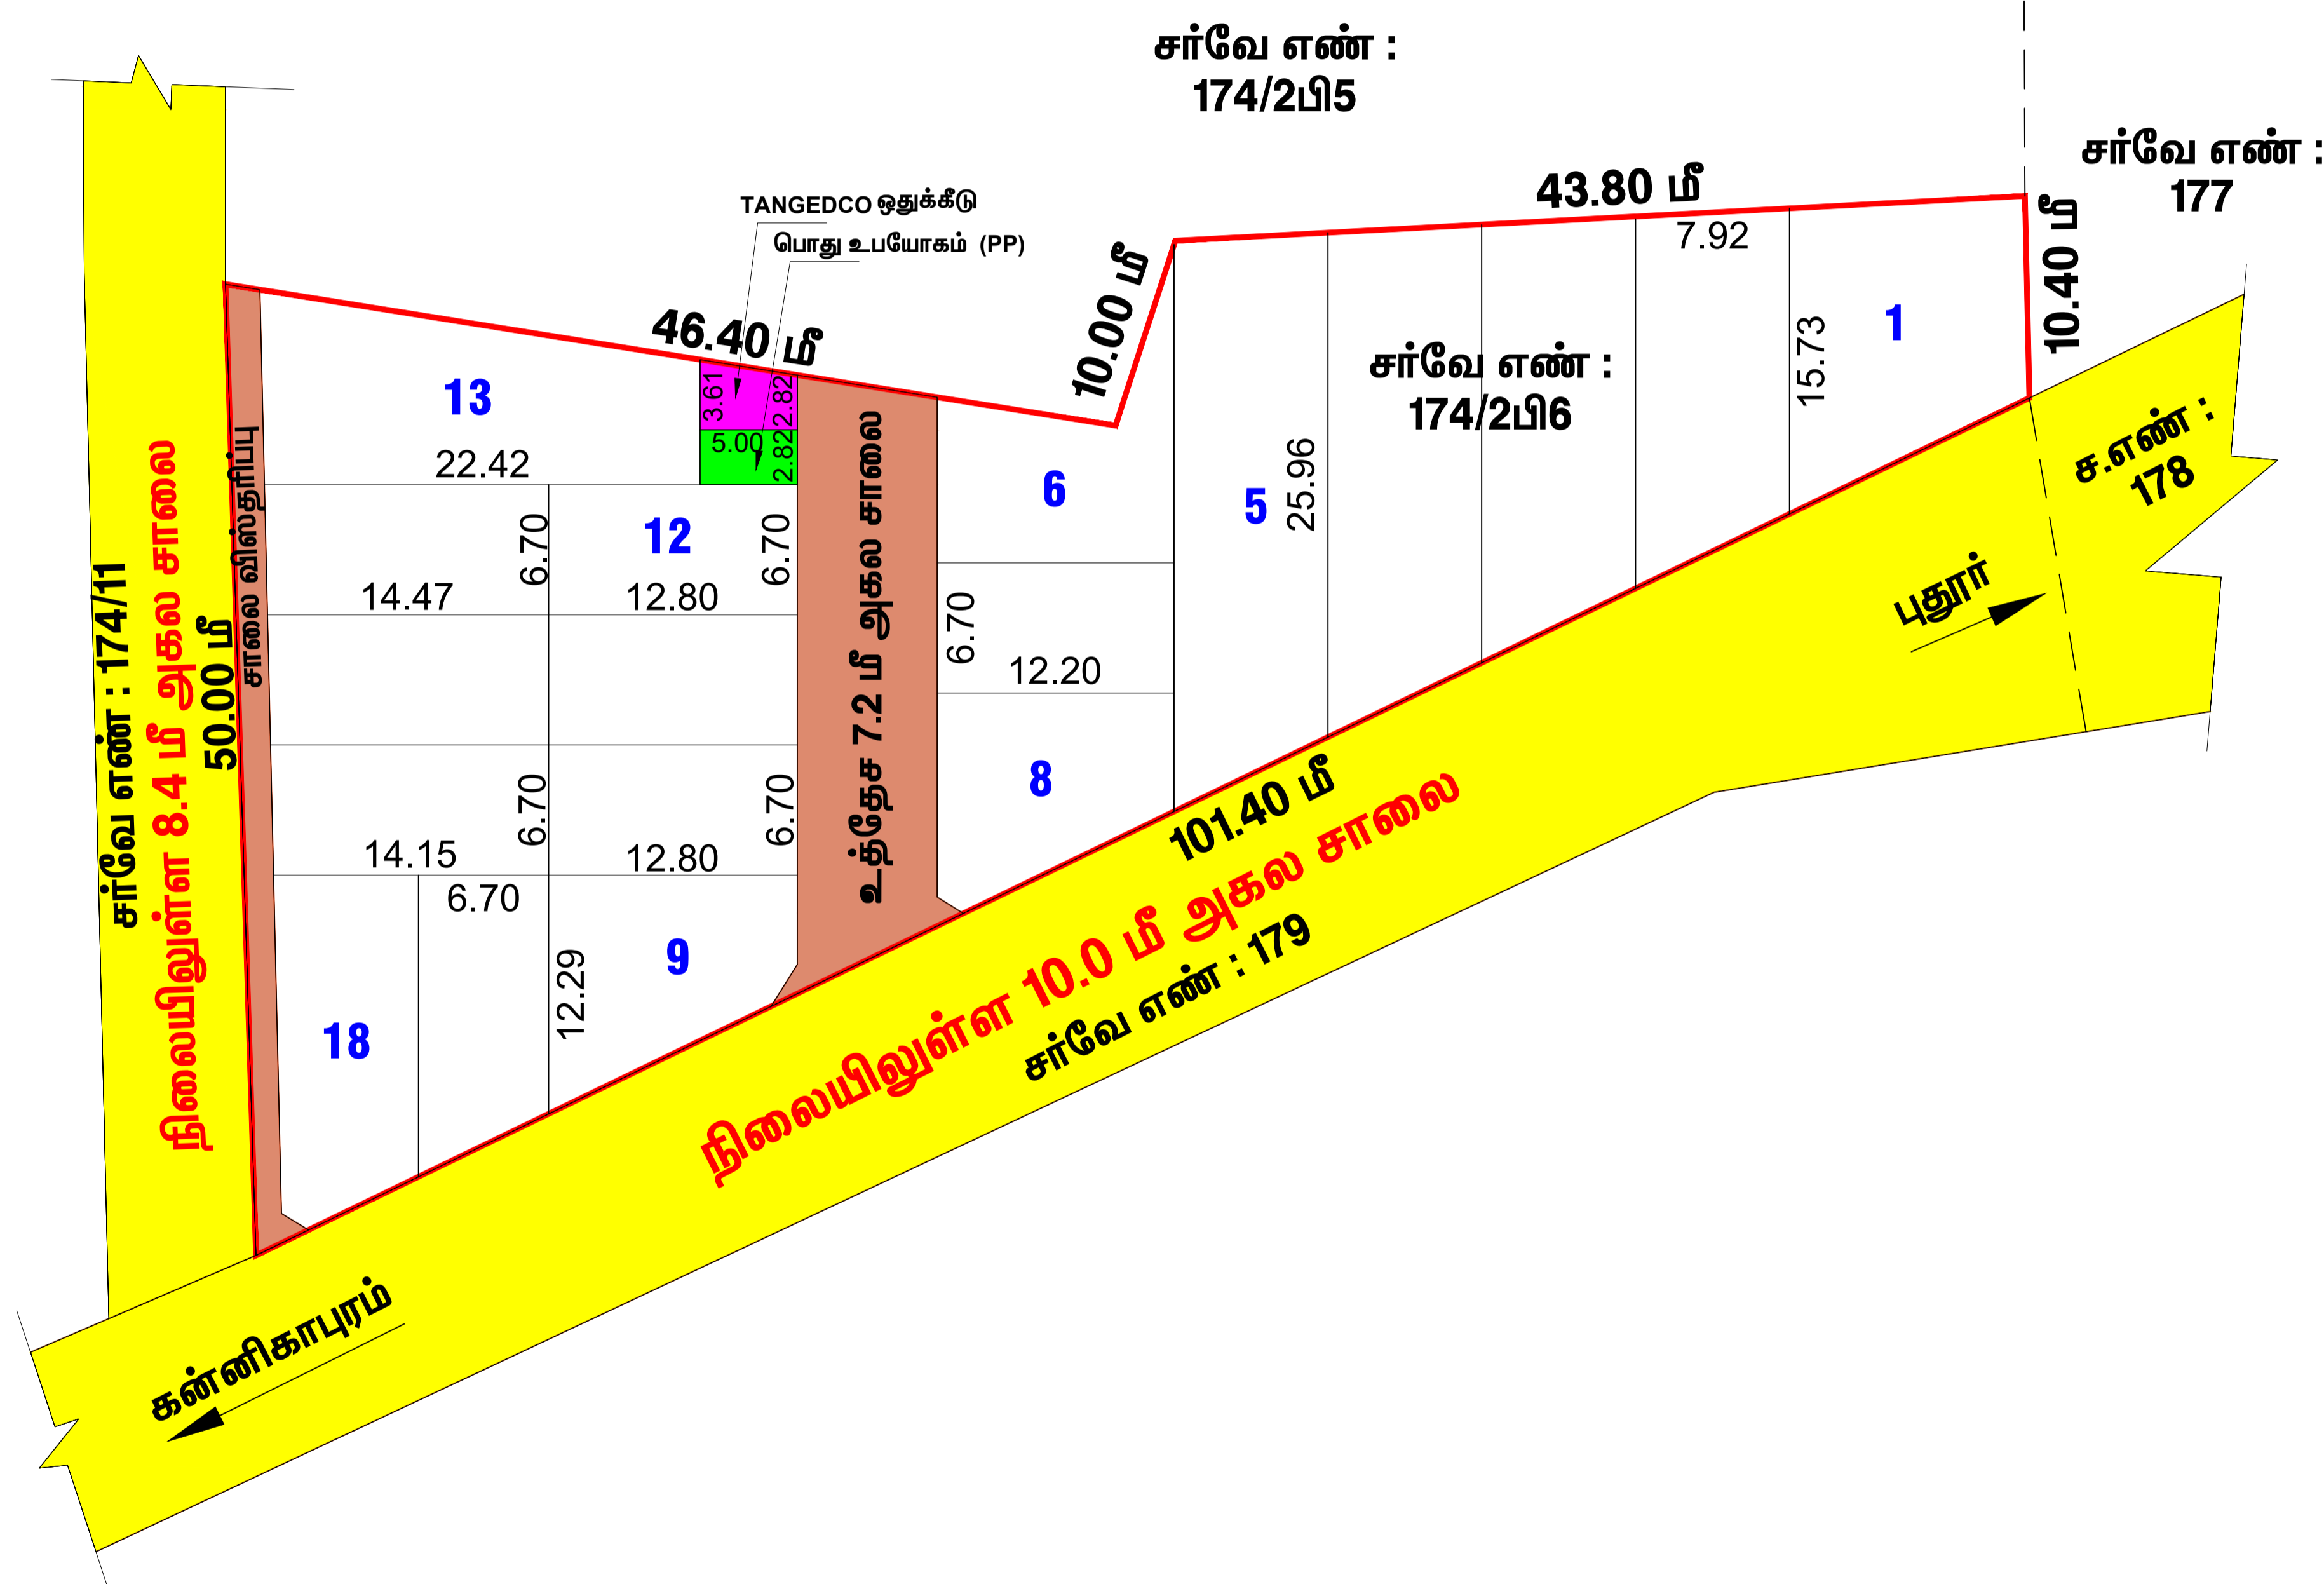 சர்வே எண் :
174/2பி5
சர்வே எண் :
177
43.80 மீ
TANGEDCO ஒதுக்கீடு
பொது உபயோகம் (PP)
46.40 மீ
10.00 மீ
7.92
10.40 மீ
1
15.73
சர்வே எண் :
174/2பி6
13
3.61
2.82
5.00
2.82
22.42
6
5
25.96
ச.எண் :
178
12
6.70
6.70
14.47
12.80
6.70
12.20
புதூர்
சர்வே எண் : 174/11
நிலையிலுள்ள 8.4 மீ அகல சாலை
50.00 மீ
சாலை விஸ்தரிப்பு
உத்தேச 7.2 மீ அகல சாலை
8
6.70
6.70
14.15
12.80
6.70
9
12.29
18
101.40 மீ
நிலையிலுள்ள 10.0 மீ அகல சாலை
சர்வே எண் : 179
கன்னிகாபுரம்